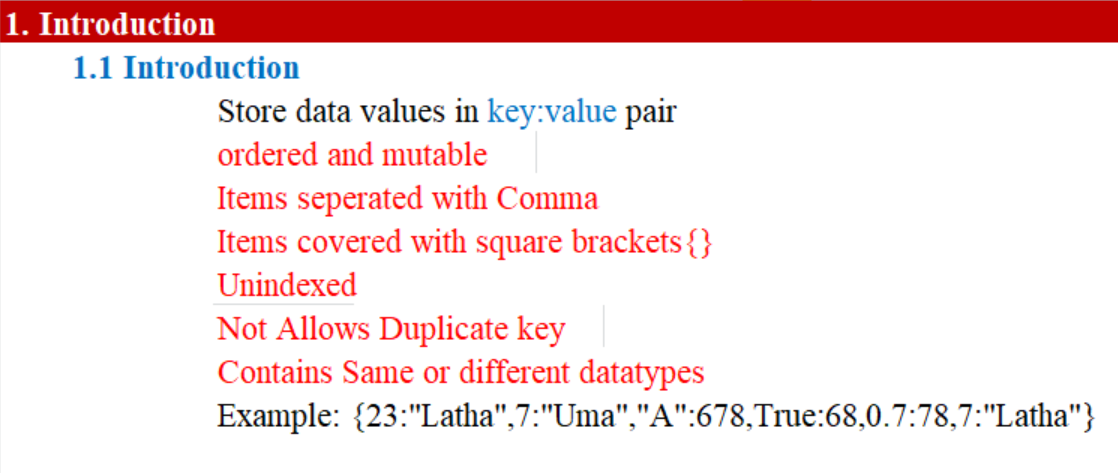 1. Introduction
1.1 Introduction
Store data values in key:value pair
ordered and mutable
Items seperated with Comma
Items covered with square brackets{}
Unindexed
Not Allows Duplicate key
Contains Same or different datatypes
Example: {23:"Latha",7:"Uma","A":678,True:68,0.7:78,7:"Latha"}